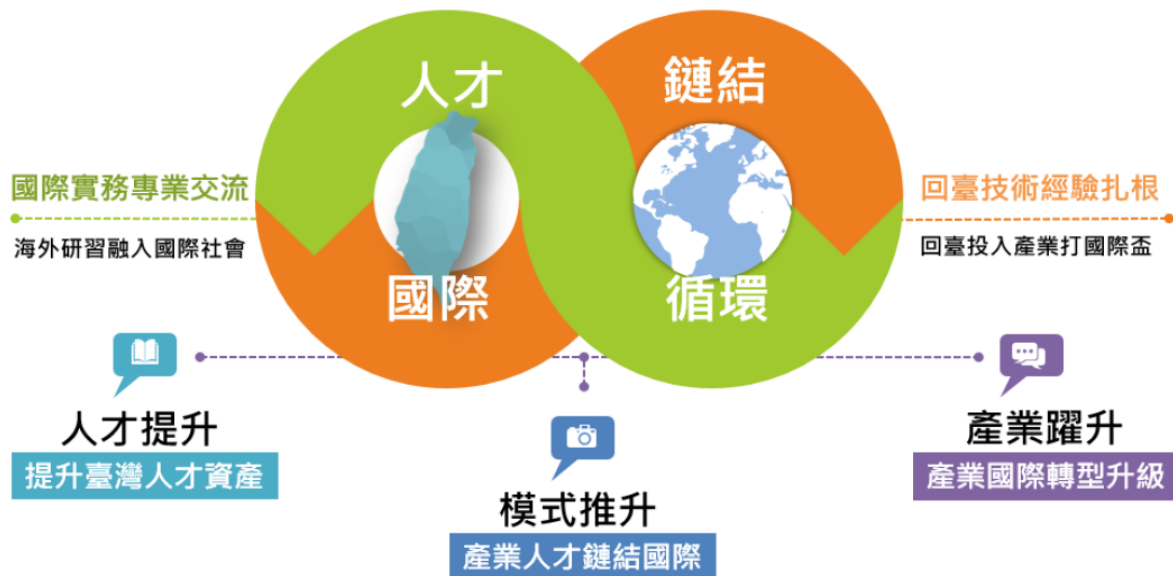 人才
鏈結
國際實務專業交流
回臺技術經驗扎根
海外研習融入國際社會
回臺投入產業打國際盃
國際
循環
人才提升
提升臺灣人才資產
產業躍升
產業國際轉型升級
模式推升
產業人才鏈結國際